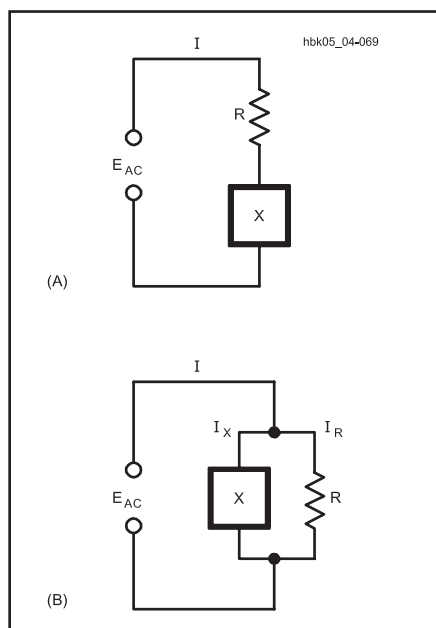 I
hbk05_04-069
R
E AC
X
(A)
I
I X
I R
E AC
X
R
(B)